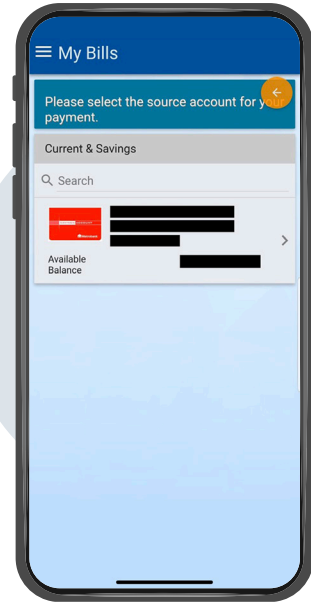 My Bills
Please select the source account for your
payment.
Current & Savings
Search
Available
Balance